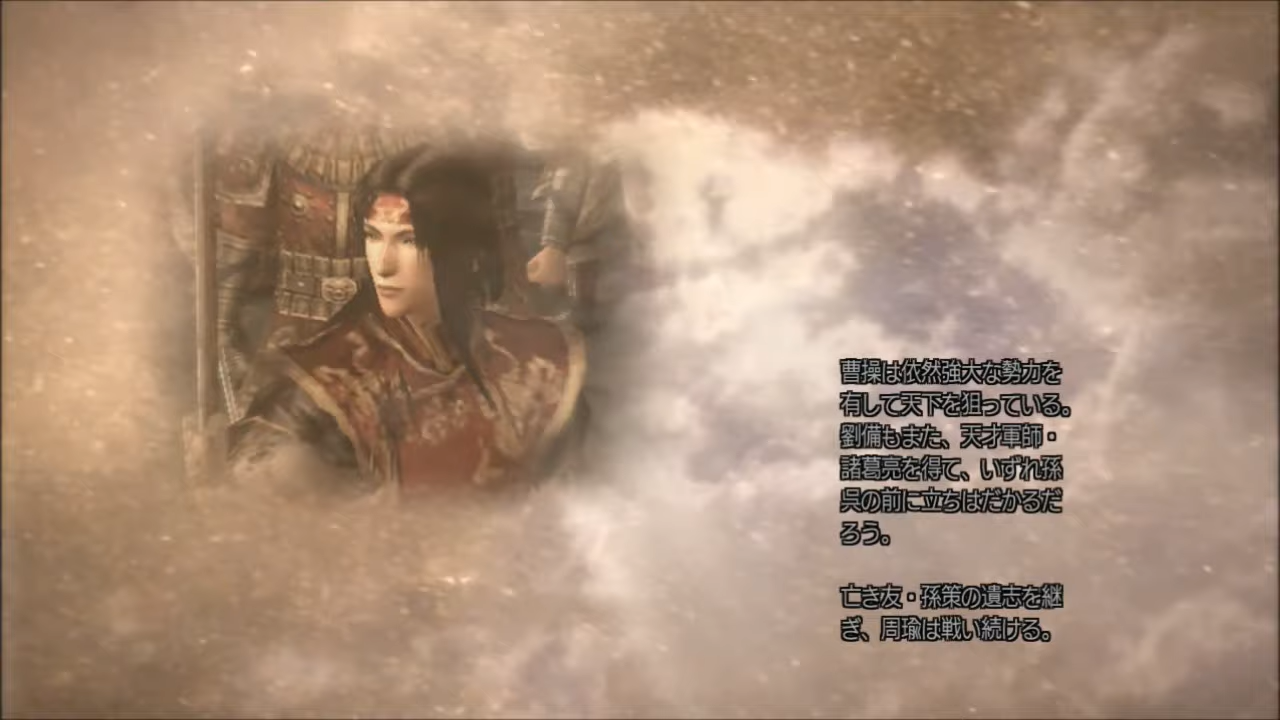 曹操は依然強大な勢力を
有して天下を狙っている。
劉備もまた、天才軍師・
諸葛亮を得て、いずれ孫
呉の前に立ちはだかるだ
ろう。
亡き友・孫策の遺志を継
ぎ、周瑜は戦い続ける。